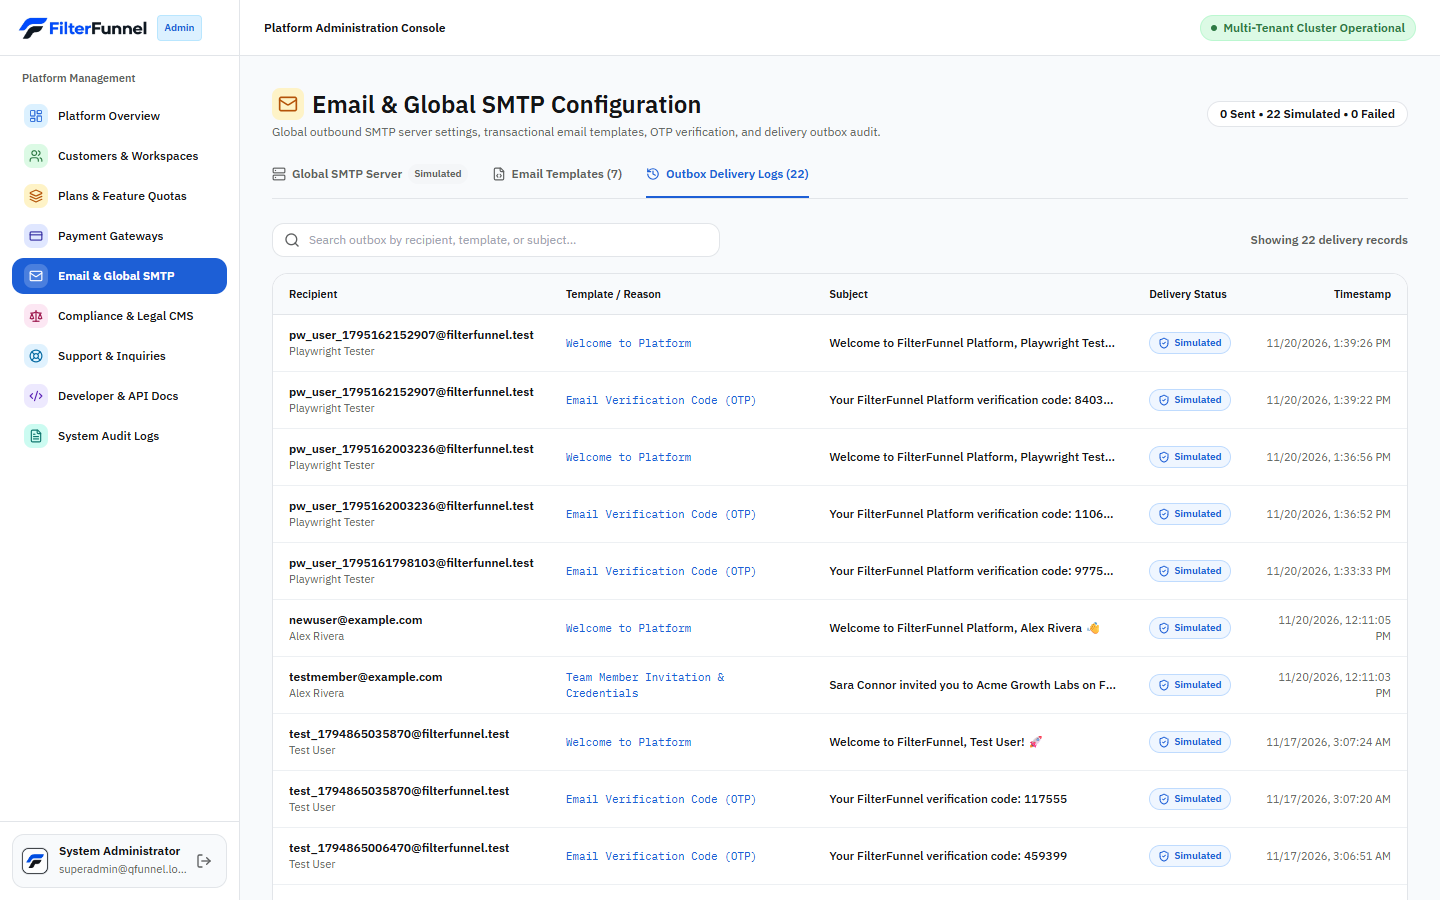 FilterFunnel Admin
Platform Administration Console
Multi-Tenant Cluster Operational
Platform Management
Platform Overview
Customers & Workspaces
Plans & Feature Quotas
Payment Gateways
Email & Global SMTP
Compliance & Legal CMS
Support & Inquiries
Developer & API Docs
System Audit Logs
System Administrator
superadmin@qfunnel.lo...
Email & Global SMTP Configuration
Global outbound SMTP server settings, transactional email templates, OTP verification, and delivery outbox audit.
0 Sent • 22 Simulated • 0 Failed
Global SMTP Server Simulated Email Templates (7) Outbox Delivery Logs (22)
Search outbox by recipient, template, or subject...
Showing 22 delivery records
Recipient Template / Reason Subject Delivery Status Timestamp
pw_user_1795162152907@filterfunnel.test
Playwright Tester
Welcome to Platform
Welcome to FilterFunnel Platform, Playwright Test...
Simulated
11/20/2026, 1:39:26 PM
pw_user_1795162152907@filterfunnel.test
Playwright Tester
Email Verification Code (OTP)
Your FilterFunnel Platform verification code: 8403...
Simulated
11/20/2026, 1:39:22 PM
pw_user_1795162003236@filterfunnel.test
Playwright Tester
Welcome to Platform
Welcome to FilterFunnel Platform, Playwright Test...
Simulated
11/20/2026, 1:36:56 PM
pw_user_1795162003236@filterfunnel.test
Playwright Tester
Email Verification Code (OTP)
Your FilterFunnel Platform verification code: 1106...
Simulated
11/20/2026, 1:36:52 PM
pw_user_1795161798103@filterfunnel.test
Playwright Tester
Email Verification Code (OTP)
Your FilterFunnel Platform verification code: 9775...
Simulated
11/20/2026, 1:33:33 PM
newuser@example.com
Alex Rivera
Welcome to Platform
Welcome to FilterFunnel Platform, Alex Rivera 👋
Simulated
11/20/2026, 12:11:05
PM
testmember@example.com
Alex Rivera
Team Member Invitation &
Credentials
Sara Connor invited you to Acme Growth Labs on F...
Simulated
11/20/2026, 12:11:03
PM
test_1794865035870@filterfunnel.test
Test User
Welcome to Platform
Welcome to FilterFunnel, Test User! 🚀
Simulated
11/17/2026, 3:07:24 AM
test_1794865035870@filterfunnel.test
Test User
Email Verification Code (OTP)
Your FilterFunnel verification code: 117555
Simulated
11/17/2026, 3:07:20 AM
test_1794865006470@filterfunnel.test
Test User
Email Verification Code (OTP)
Your FilterFunnel verification code: 459399
Simulated
11/17/2026, 3:06:51 AM